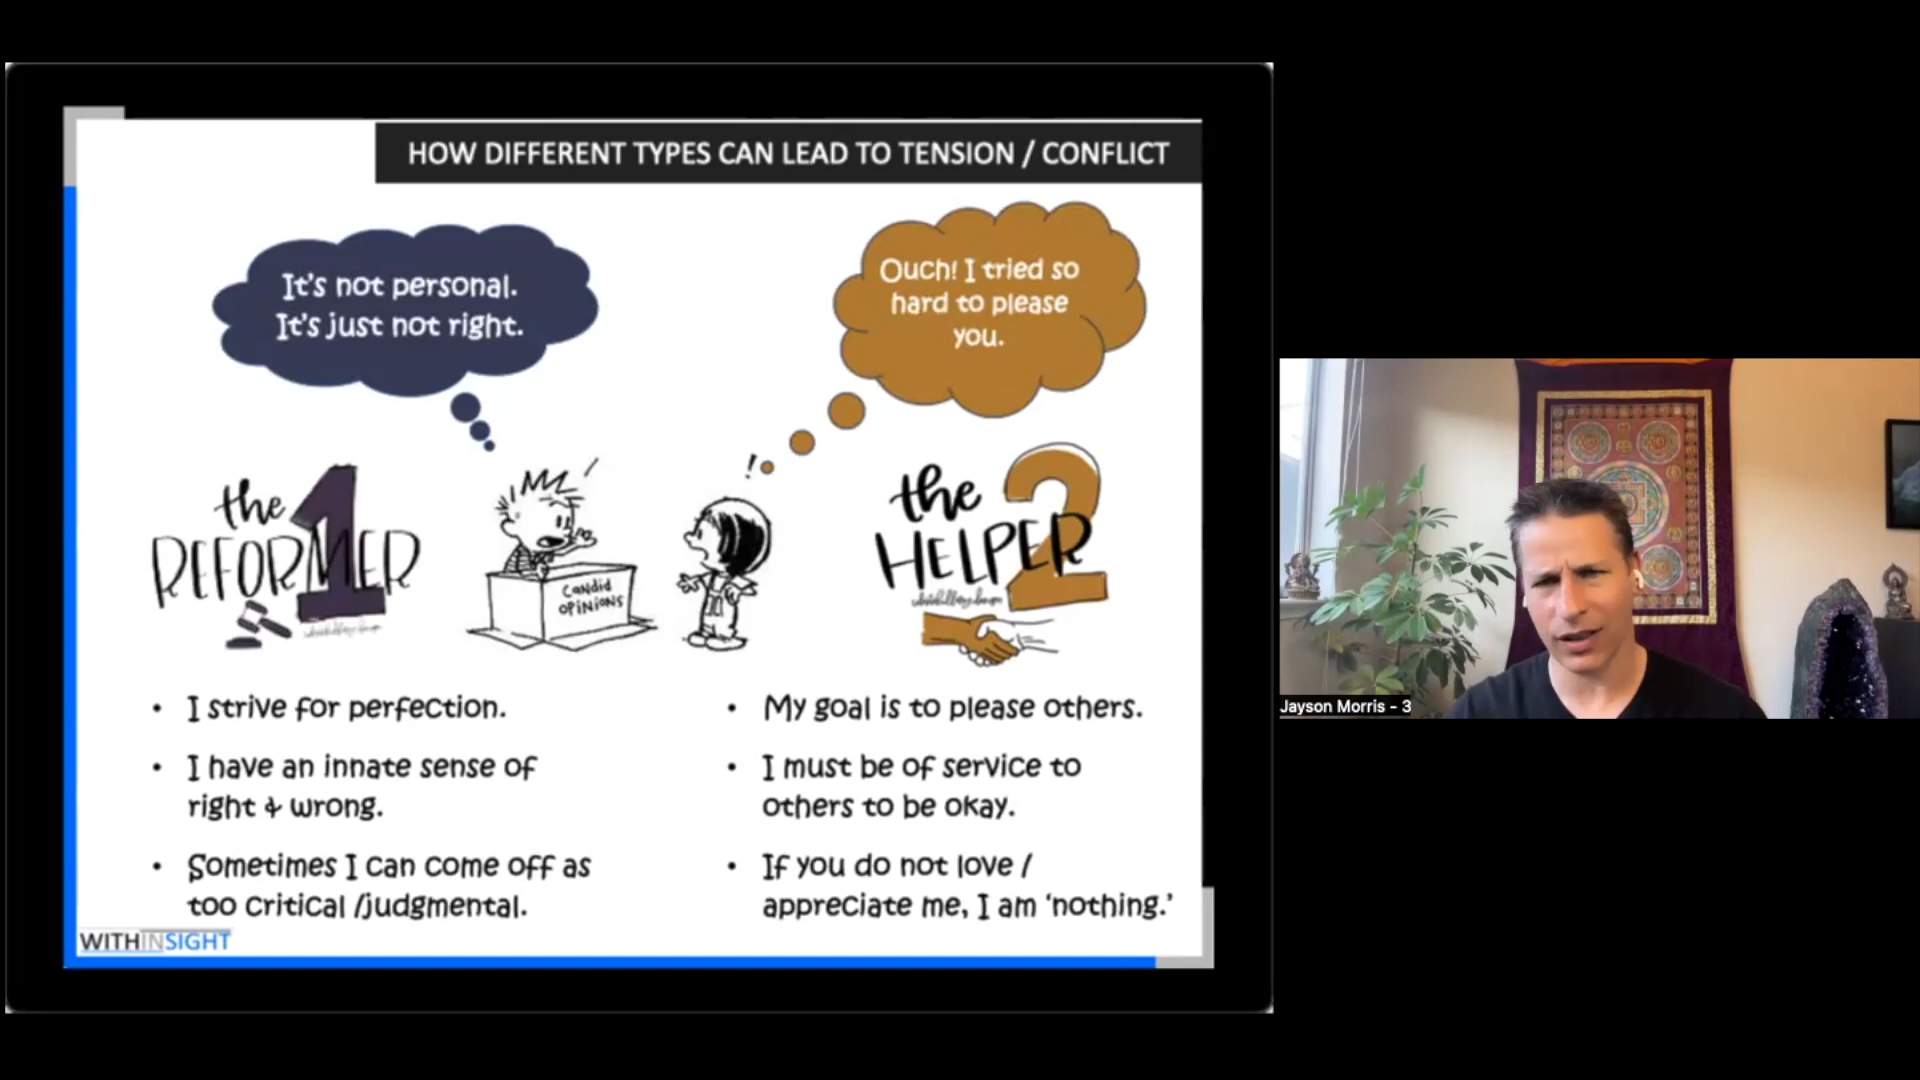 HOW DIFFERENT TYPES CAN LEAD TO TENSION / CONFLICT
It's not personal.
It's just not right.
Ouch! I tried so
hard to please
you.
!
the
REFORMER
1
Candid
opinions
the
HELPER
2
• I strive for perfection.
• I have an innate sense of
right & wrong.
• Sometimes I can come off as
too critical /judgmental.
• My goal is to please others.
• I must be of service to
others to be okay.
• If you do not love /
appreciate me, I am 'nothing.'
WITHINSIGHT
Jayson Morris - 3